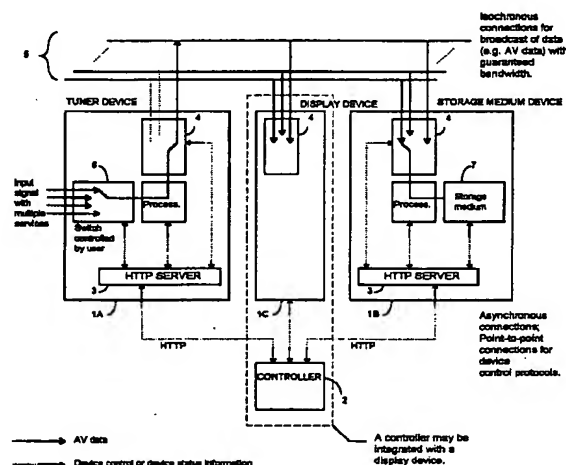 Isochronous
connections for
broadcast of data
(e.g. AV data) with
guaranteed
bandwidth.
5
TUNER DEVICE
DISPLAY DEVICE
STORAGE MEDIUM DEVICE
4
4
4
6
7
Input
signal
with
multiple
services
Process.
Process.
Storage
medium
Switch
controlled
by user
HTTP SERVER
HTTP SERVER
3
3
1A
1C
1B
HTTP
HTTP
Asynchronous
connections;
Point-to-point
connections for
device
control protocols.
CONTROLLER
2
AV data
Device control or device status information
A controller may be
integrated with a
display device.